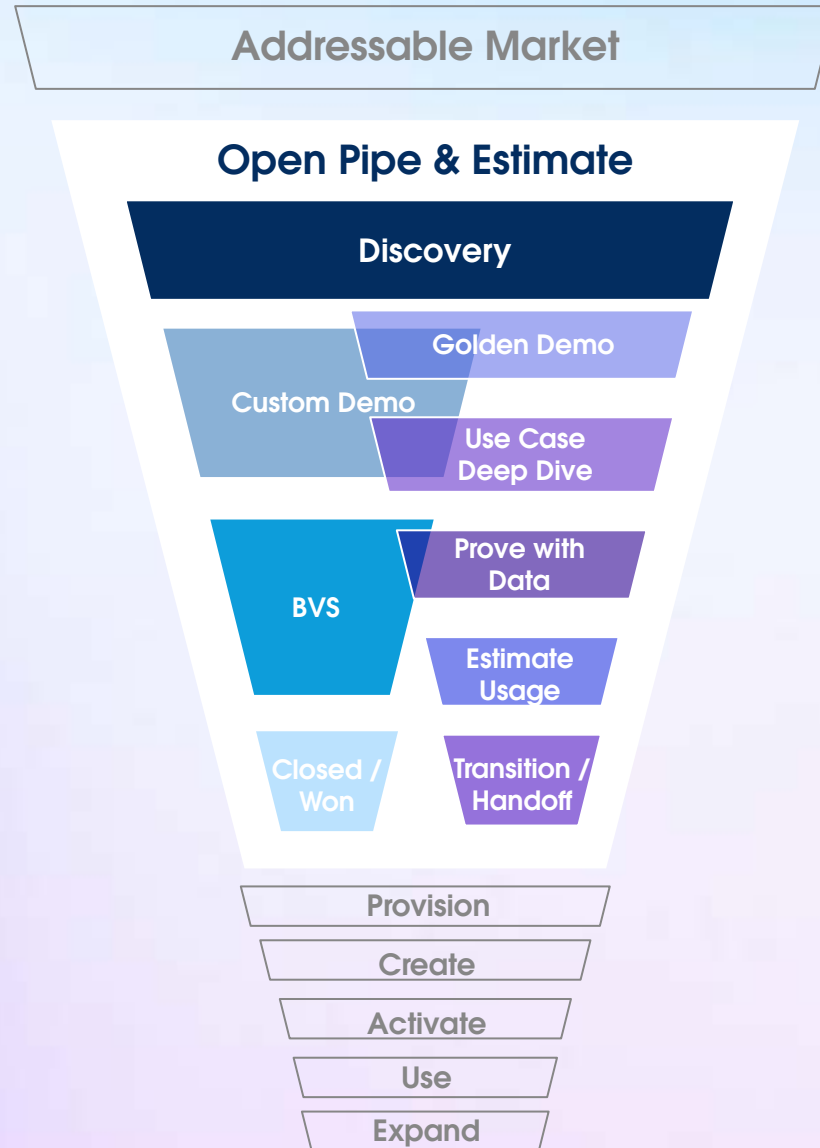 Addressable Market
Open Pipe & Estimate
Discovery
Golden Demo
Custom Demo
Use Case
Deep Dive
Prove with
Data
BVS
Estimate
Usage
Closed /
Won
Transition /
Handoff
Provision
Create
Activate
Use
Expand